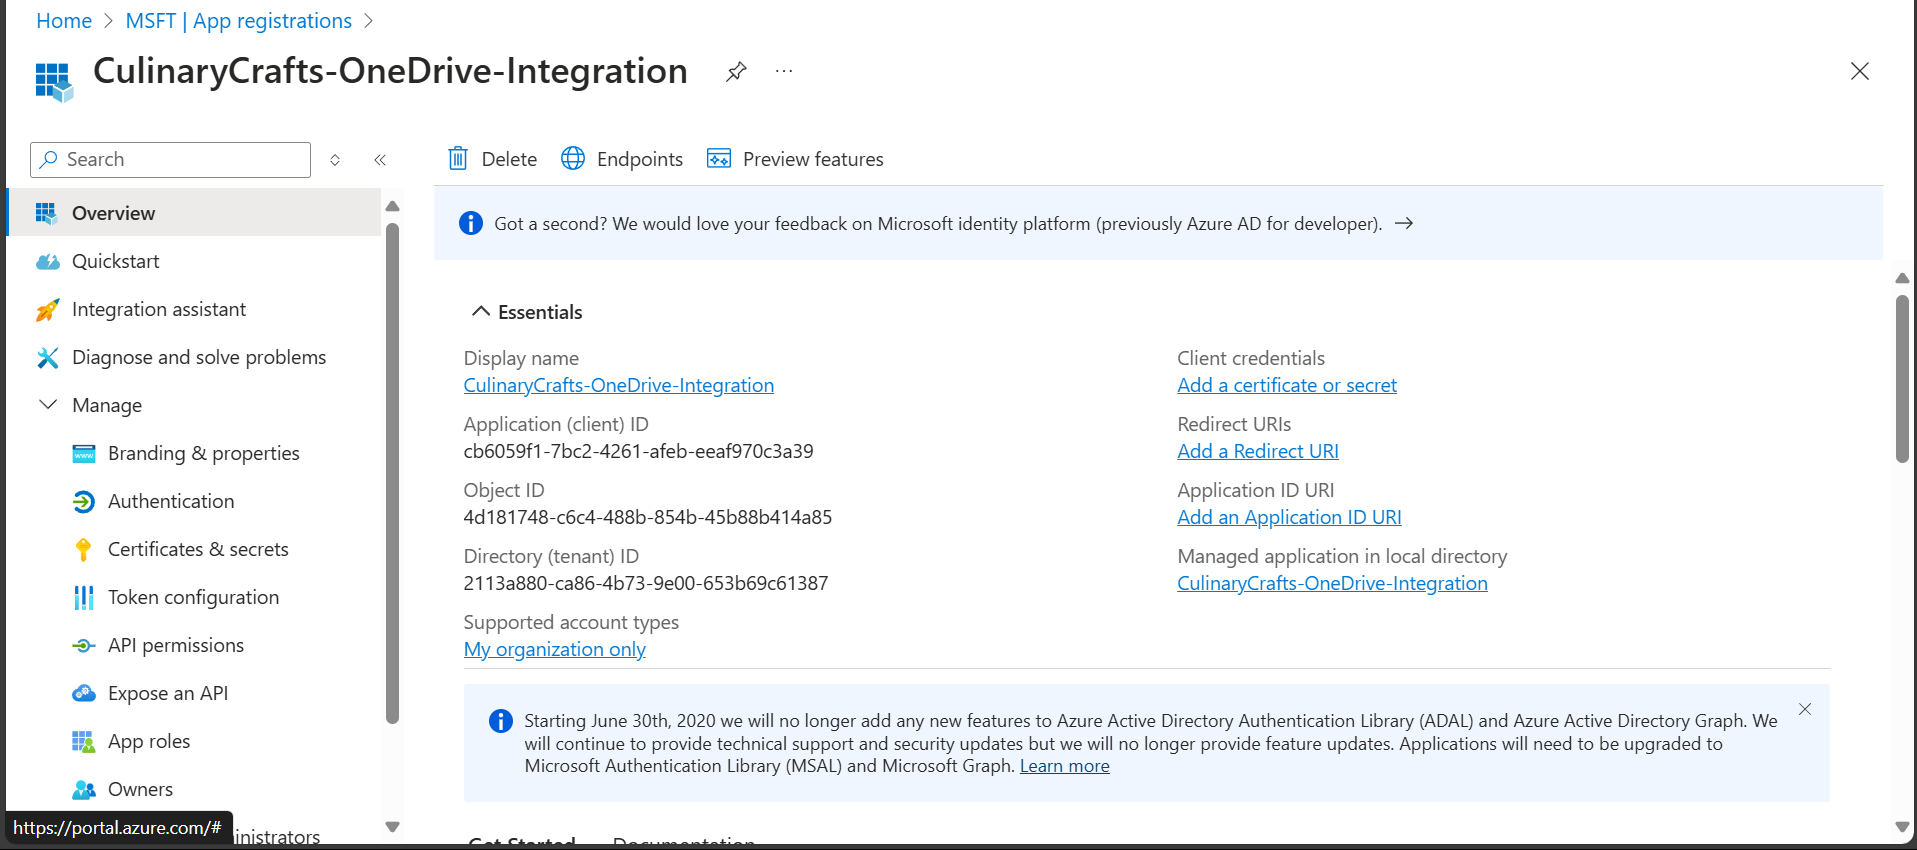 Home > MSFT | App registrations >
CulinaryCrafts-OneDrive-Integration
Search
Delete
Endpoints
Preview features
Overview
Quickstart
Integration assistant
Diagnose and solve problems
Manage
Branding & properties
Authentication
Certificates & secrets
Token configuration
API permissions
Expose an API
App roles
Owners
inistrators
https://portal.azure.com/#
Got a second? We would love your feedback on Microsoft identity platform (previously Azure AD for developer). →
Essentials
Display name
CulinaryCrafts-OneDrive-Integration
Application (client) ID
cb6059f1-7bc2-4261-afeb-eeaf970c3a39
Object ID
4d181748-c6c4-488b-854b-45b88b414a85
Directory (tenant) ID
2113a880-ca86-4b73-9e00-653b69c61387
Supported account types
My organization only
Client credentials
Add a certificate or secret
Redirect URIs
Add a Redirect URI
Application ID URI
Add an Application ID URI
Managed application in local directory
CulinaryCrafts-OneDrive-Integration
Starting June 30th, 2020 we will no longer add any new features to Azure Active Directory Authentication Library (ADAL) and Azure Active Directory Graph. We
will continue to provide technical support and security updates but we will no longer provide feature updates. Applications will need to be upgraded to
Microsoft Authentication Library (MSAL) and Microsoft Graph. Learn more
Get Started
Documentation